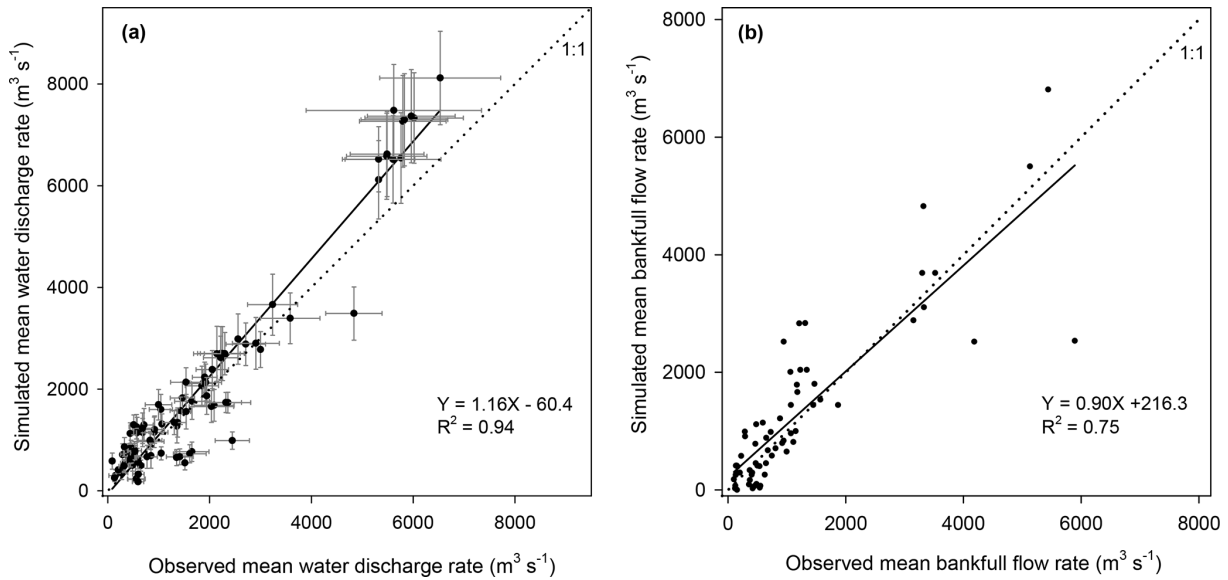 (a)
1:1
8000
6000
4000
2000
0
Simulated mean water discharge rate (m³ s⁻¹)
Y = 1.16X - 60.4
R² = 0.94
0 2000 4000 6000 8000
Observed mean water discharge rate (m³ s⁻¹)
(b)
1:1
8000
6000
4000
2000
0
Simulated mean bankfull flow rate (m³ s⁻¹)
Y = 0.90X +216.3
R² = 0.75
0 2000 4000 6000 8000
Observed mean bankfull flow rate (m³ s⁻¹)